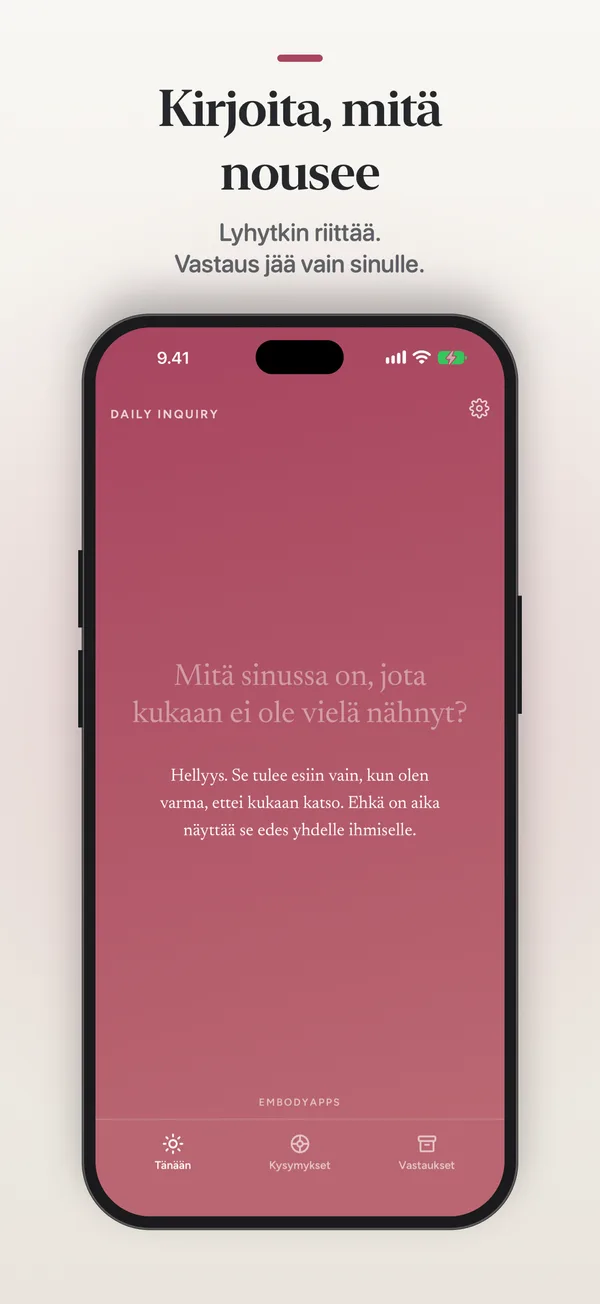 Kirjoita, mitä
nousee
Lyhytkin riittää.
Vastaus jää vain sinulle.
9.41
DAILY INQUIRY
Mitä sinussa on, jota
kukaan ei ole vielä nähnyt?
Hellyys. Se tulee esiin vain, kun olen
varma, ettei kukaan katso. Ehkä on aika
näyttää se edes yhdelle ihmiselle.
EMBODYAPPS
Tänään
Kysymykset
Vastaukset